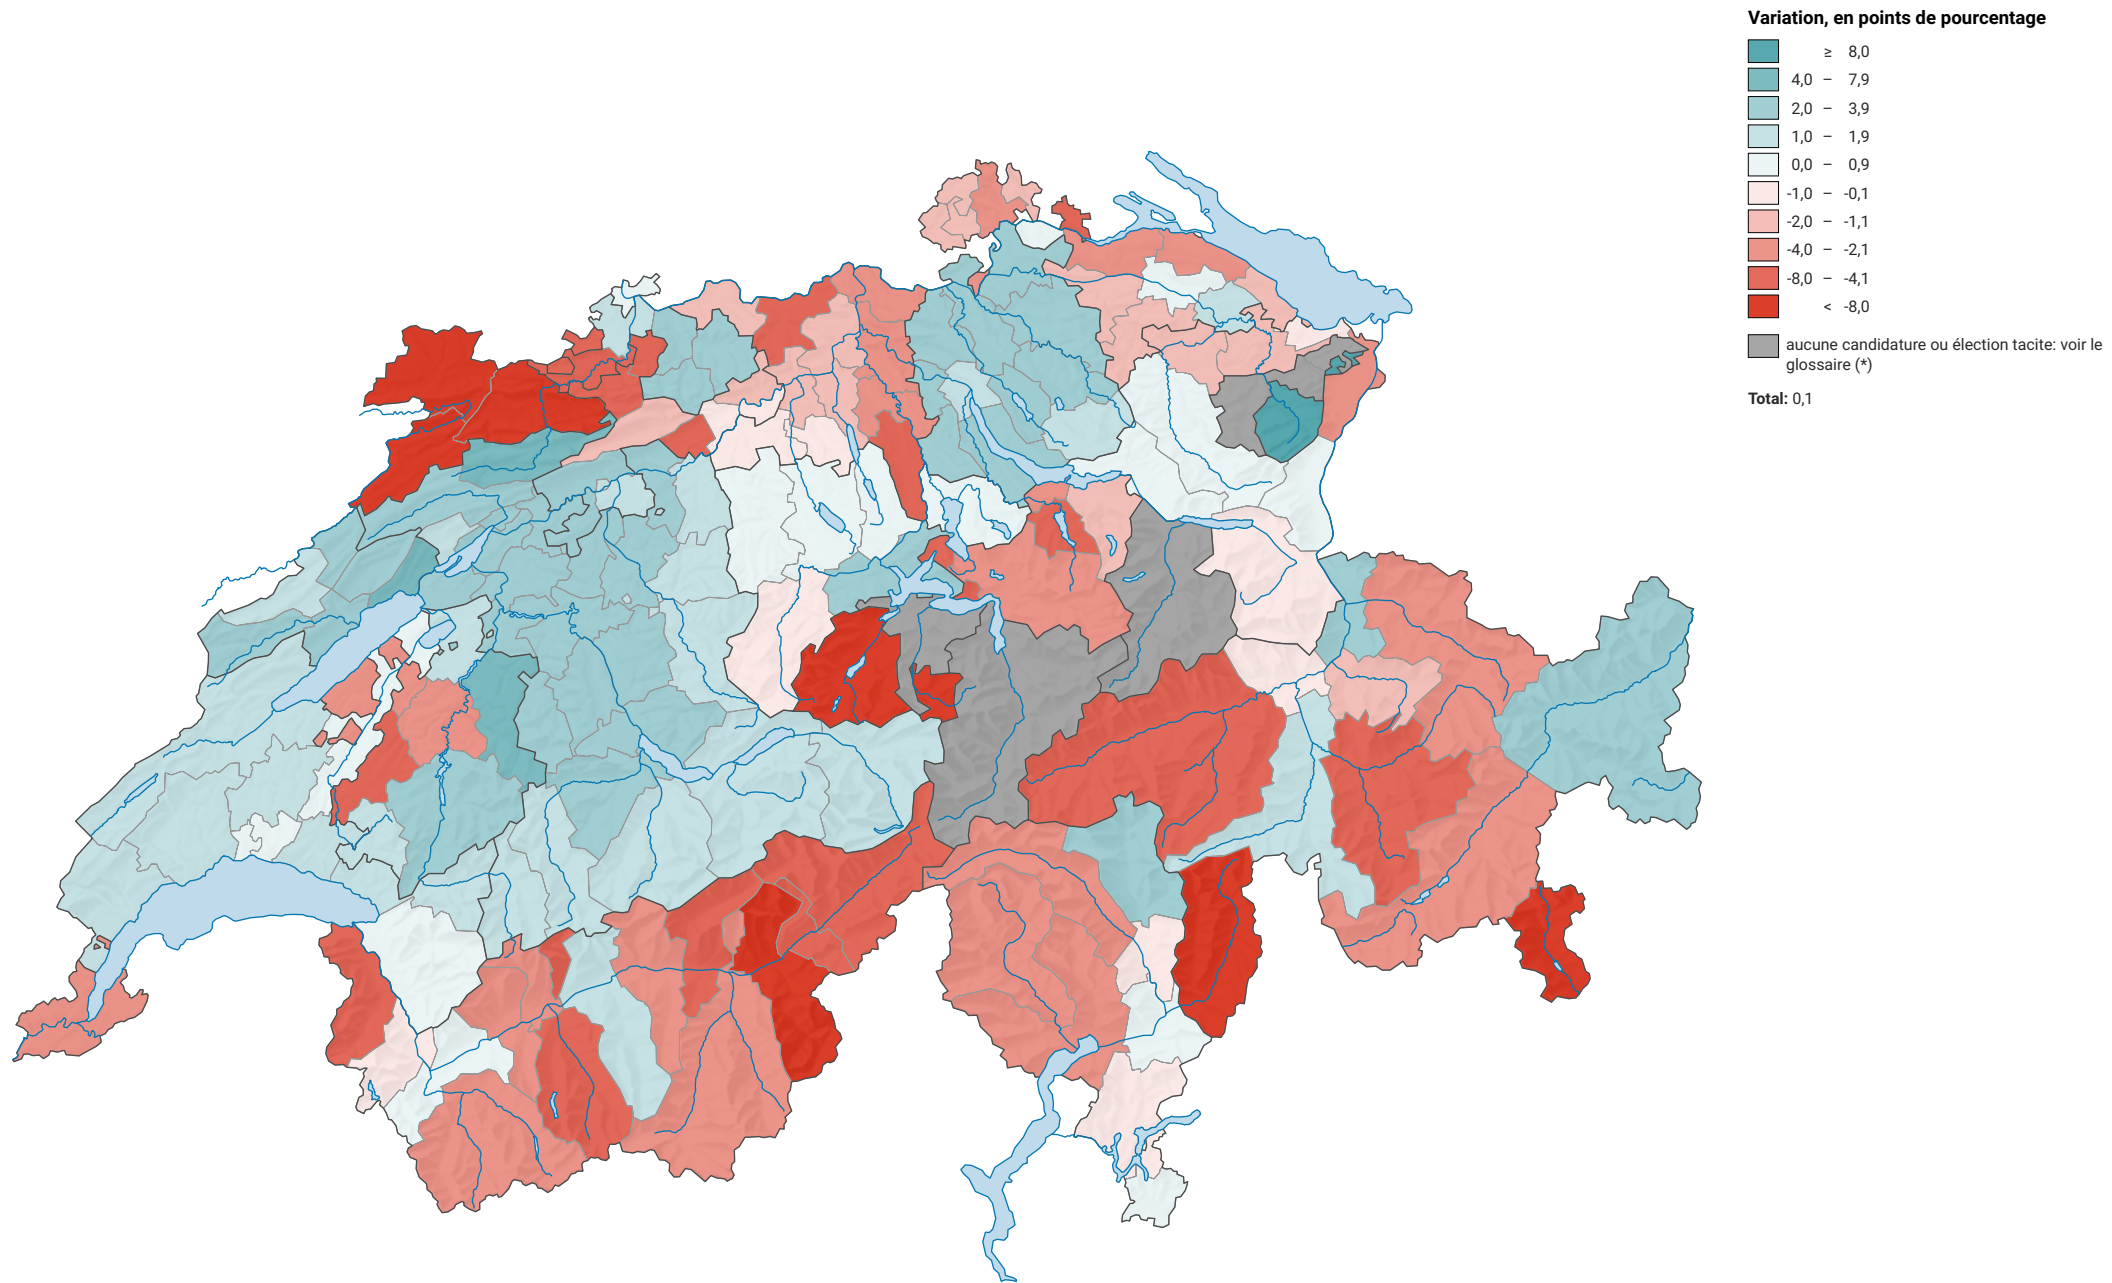 Variation, en points de pourcentage
≥ 8,0
4,0 – 7,9
2,0 – 3,9
1,0 – 1,9
0,0 – 0,9
-1,0 – -0,1
-2,0 – -1,1
-4,0 – -2,1
-8,0 – -4,1
< -8,0
aucune candidature ou élection tacite: voir le
glossaire (*)
Total: 0,1